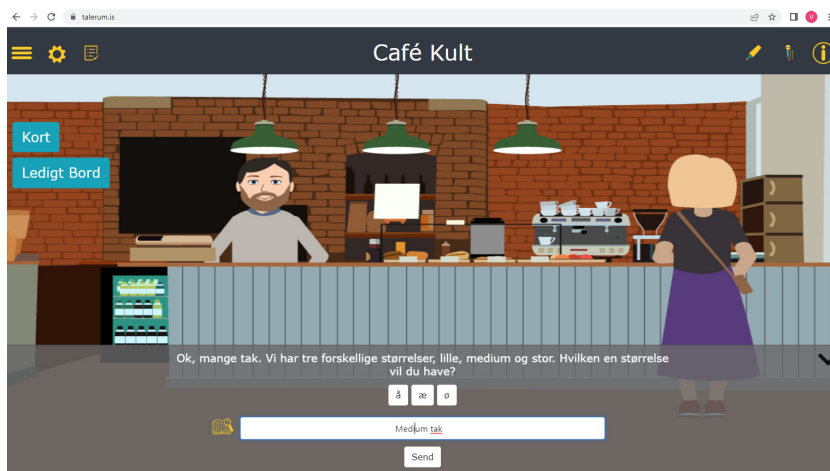 talerum.is
Café Kult
Kort
Ledigt Bord
Ok, mange tak. Vi har tre forskellige størrelser, lille, medium og stor. Hvilken en størrelse
vil du have?
å æ ø
Medium tak
Send